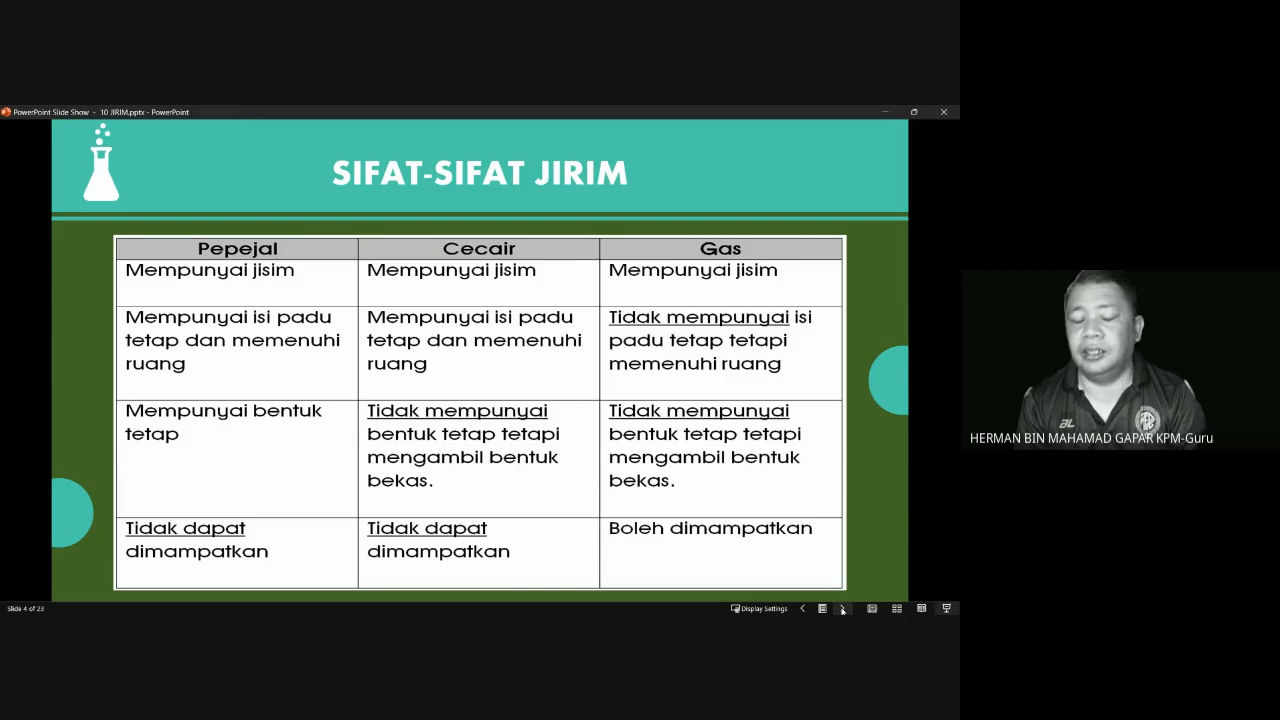 PowerPoint Slide Show - 10 JIRIM.pptx - PowerPoint
SIFAT-SIFAT JIRIM
Pepejal Cecair Gas
Mempunyai jisim
Mempunyai jisim
Mempunyai jisim
Mempunyai isi padu
tetap dan memenuhi
ruang
Mempunyai isi padu
tetap dan memenuhi
ruang
Tidak mempunyai isi
padu tetap tetapi
memenuhi ruang
Mempunyai bentuk
tetap
Tidak mempunyai
bentuk tetap tetapi
mengambil bentuk
bekas.
Tidak mempunyai
bentuk tetap tetapi
mengambil bentuk
bekas.
Tidak dapat
dimampatkan
Tidak dapat
dimampatkan
Boleh dimampatkan
Slide 4 of 23
Display Settings
HERMAN BIN MAHAMAD GAPAR KPM-Guru